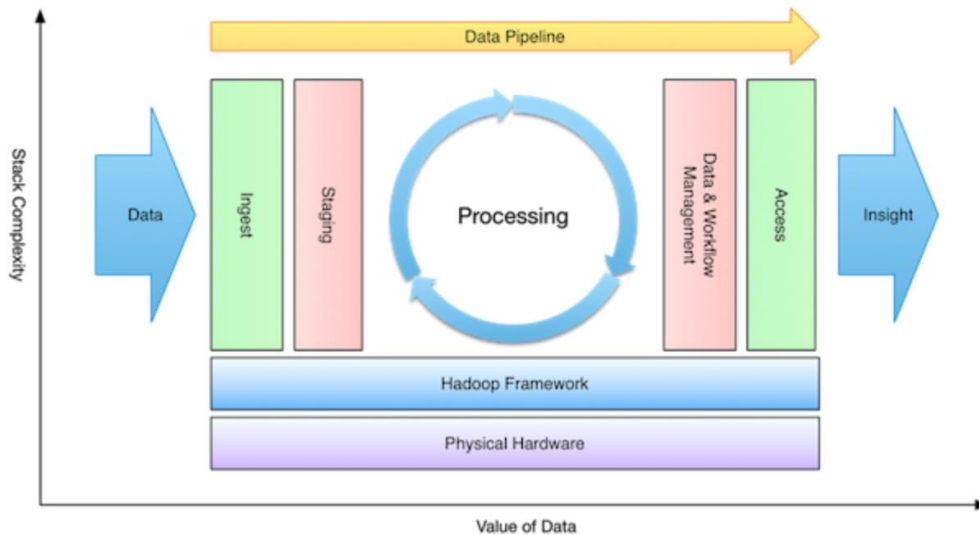 Data Pipeline
Stack Complexity
Data
Ingest
Staging
Processing
Data & Workflow
Management
Access
Insight
Hadoop Framework
Physical Hardware
Value of Data